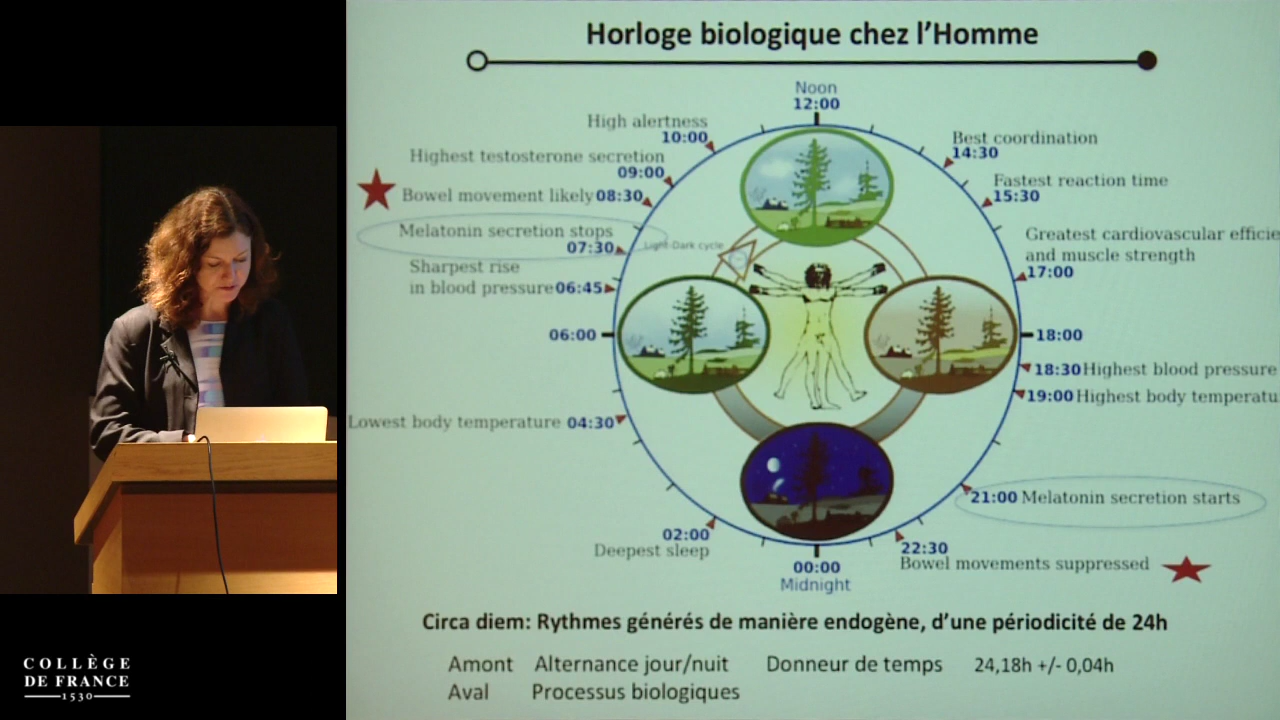 Horloge biologique chez l'Homme
Noon
12:00
High alertness
10:00
Highest testosterone secretion
09:00
Bowel movement likely 08:30
Melatonin secretion stops
07:30
Light-Dark cycle
Sharpest rise
in blood pressure 06:45
06:00
Lowest body temperature 04:30
02:00
Deepest sleep
00:00
Midnight
Best coordination
14:30
Fastest reaction time
15:30
Greatest cardiovascular efficie
and muscle strength
17:00
18:00
18:30 Highest blood pressure
19:00 Highest body temperatu
21:00 Melatonin secretion starts
22:30
Bowel movements suppressed
Circa diem: Rythmes générés de manière endogène, d'une périodicité de 24h
Amont Alternance jour/nuit Donneur de temps 24,18h +/- 0,04h
Aval Processus biologiques
COLLÈGE
DE FRANCE
1530